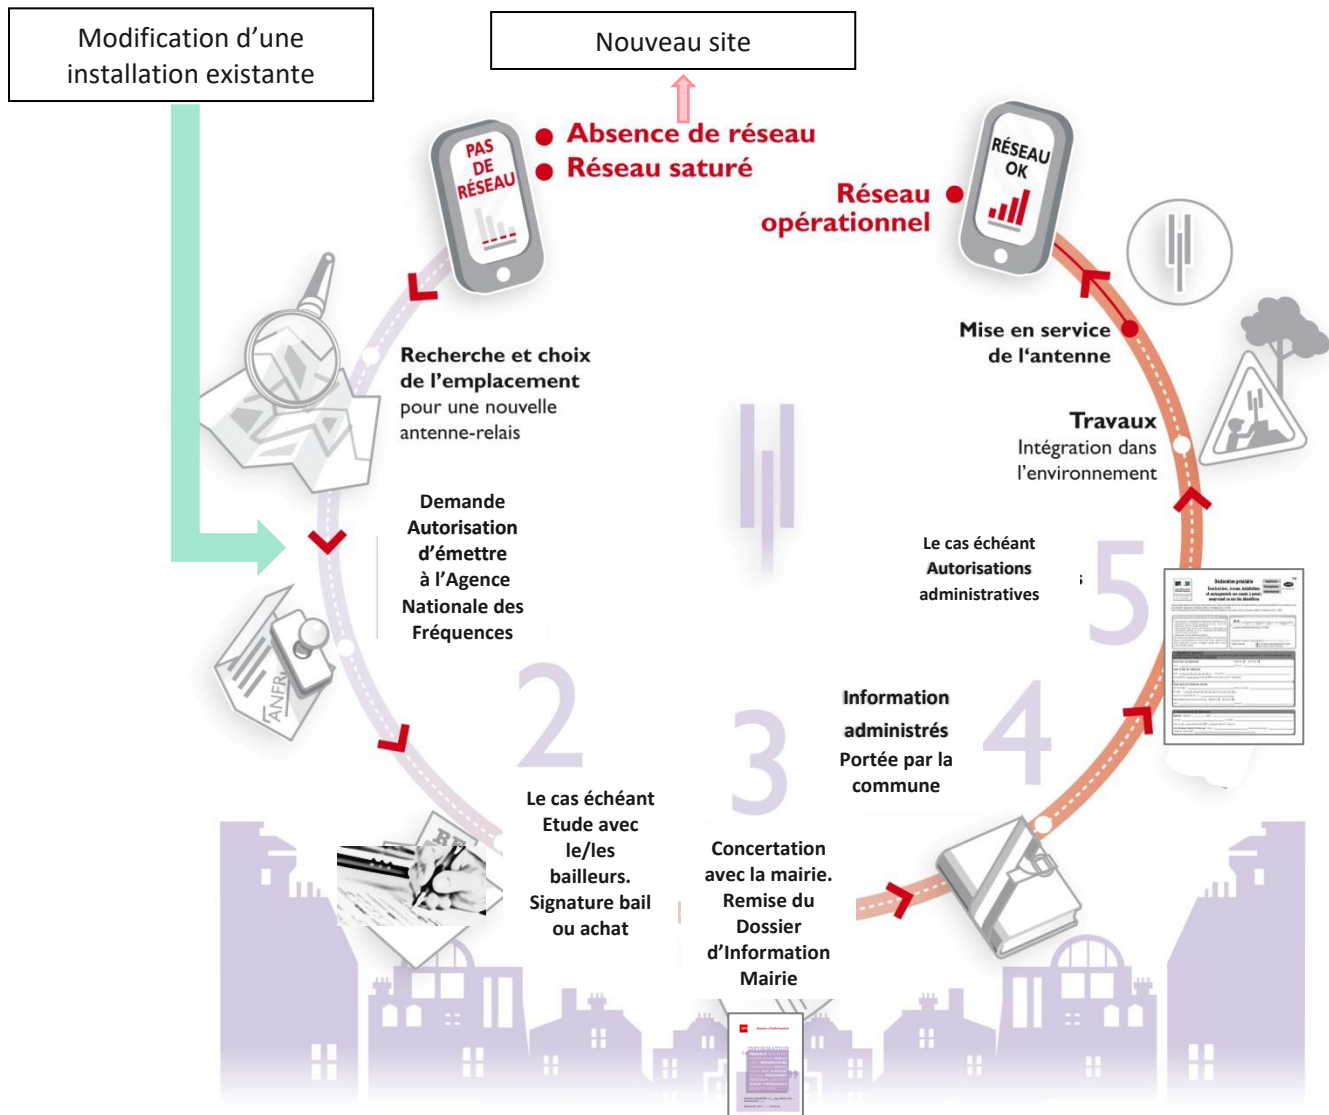 Modification d’une
installation existante
Nouveau site
PAS
DE
RÉSEAU
Absence de réseau
Réseau saturé
RÉSEAU
OK
Réseau
opérationnel
Mise en service
de l‘antenne
Recherche et choix
de l’emplacement
pour une nouvelle
antenne-relais
Travaux
Intégration dans
l’environnement
Demande
Autorisation
d’émettre
à l’Agence
Nationale des
Fréquences
ANFR
Le cas échéant
Autorisations
administratives
5
Déclaration préalable
2
3
4
Information
administrés
Portée par la
commune
Le cas échéant
Etude avec
le/les
bailleurs.
Signature bail
ou achat
Concertation
avec la mairie.
Remise du
Dossier
d’Information
Mairie
Dossier d’Information